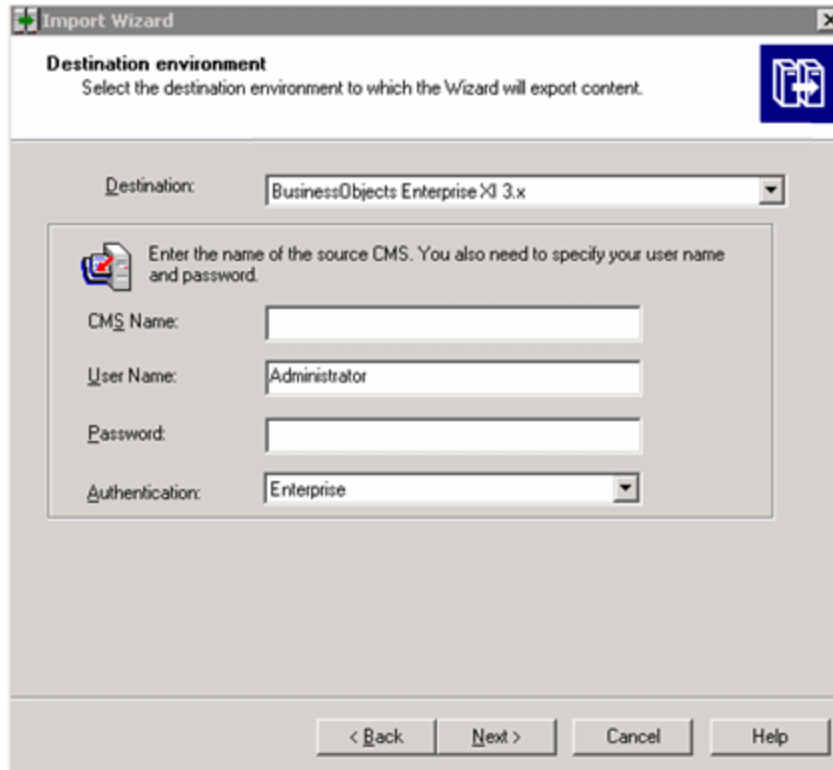 Import Wizard
Destination environment
Select the destination environment to which the Wizard will export content.
Destination:
BusinessObjects Enterprise XI 3.x
Enter the name of the source CMS. You also need to specify your user name
and password.
CMS Name:
User Name:
Administrator
Password:
Authentication:
Enterprise
< Back
Next >
Cancel
Help